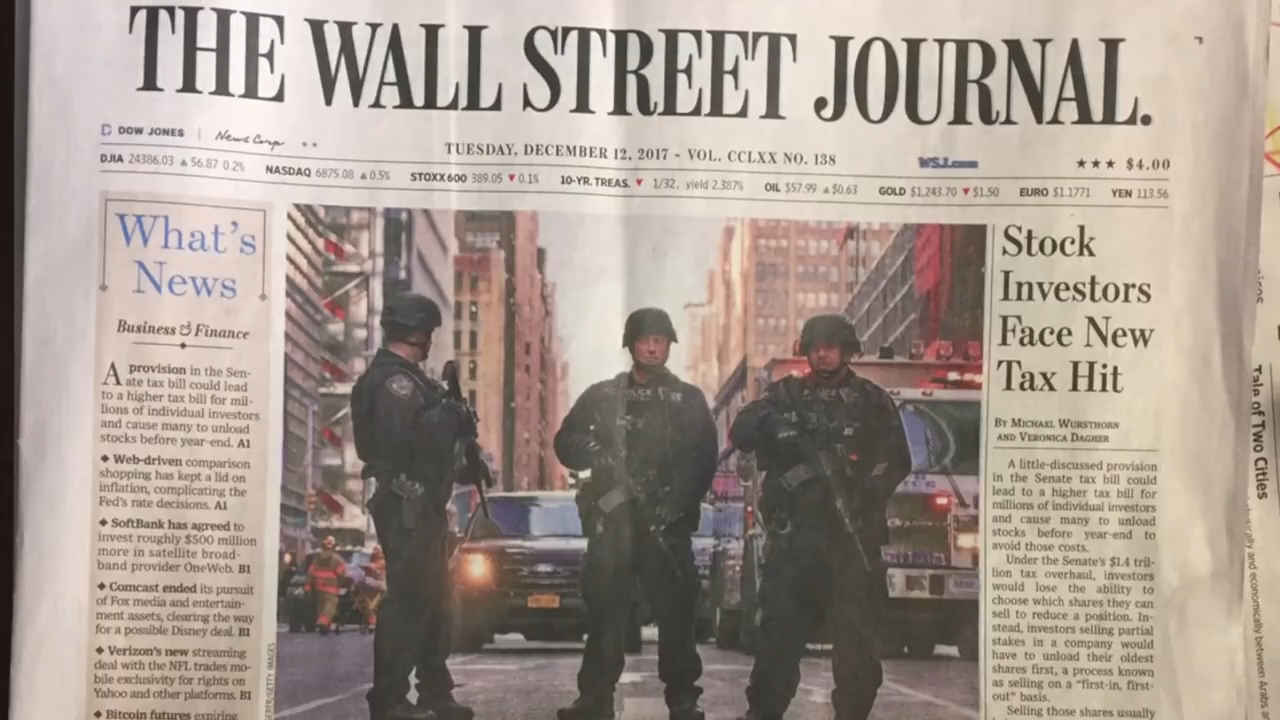 THE WALL STREET JOURNAL.
DOW JONES | News Corp **
TUESDAY, DECEMBER 12, 2017 - VOL. CCLXX NO. 138
WSJ.com
★★★ $4.00
DJIA 24386.03 ▲ 56.87 0.2% NASDAQ 6875.08 ▲ 0.5% STOXX 600 389.05 ▼ 0.1% 10-YR. TREAS. ▼ 1/32, yield 2.387% OIL $57.99 ▲ $0.63 GOLD $1,243.70 ▼ $1.50 EURO $1.1771 YEN 113.56
What's
News
Business & Finance
A provision in the Sen-
ate tax bill could lead
to a higher tax bill for mil-
lions of individual investors
and cause many to unload
stocks before year-end. A1
◆ Web-driven comparison
shopping has kept a lid on
inflation, complicating the
Fed's rate decisions. A1
◆ SoftBank has agreed to
invest roughly $500 million
more in satellite broad-
band provider OneWeb. B1
◆ Comcast ended its pursuit
of Fox media and entertain-
ment assets, clearing the way
for a possible Disney deal. B1
◆ Verizon's new streaming
deal with the NFL trades mo-
bile exclusivity for rights on
Yahoo and other platforms. B1
◆ Bitcoin futures expiring
GETTY IMAGES
POLICE
Stock
Investors
Face New
Tax Hit
BY MICHAEL WURSTHORN
AND VERONICA DAGHER
A little-discussed provision
in the Senate tax bill could
lead to a higher tax bill for
millions of individual investors
and cause many to unload
stocks before year-end to
avoid those costs.
Under the Senate's $1.4 tril-
lion tax overhaul, investors
would lose the ability to
choose which shares they can
sell to reduce a position. In-
stead, investors selling partial
stakes in a company would
have to unload their oldest
shares first, a process known
as selling on a "first-in, first-
out" basis.
Selling those shares usually
Tale of Two Cities
and economically between Arabs